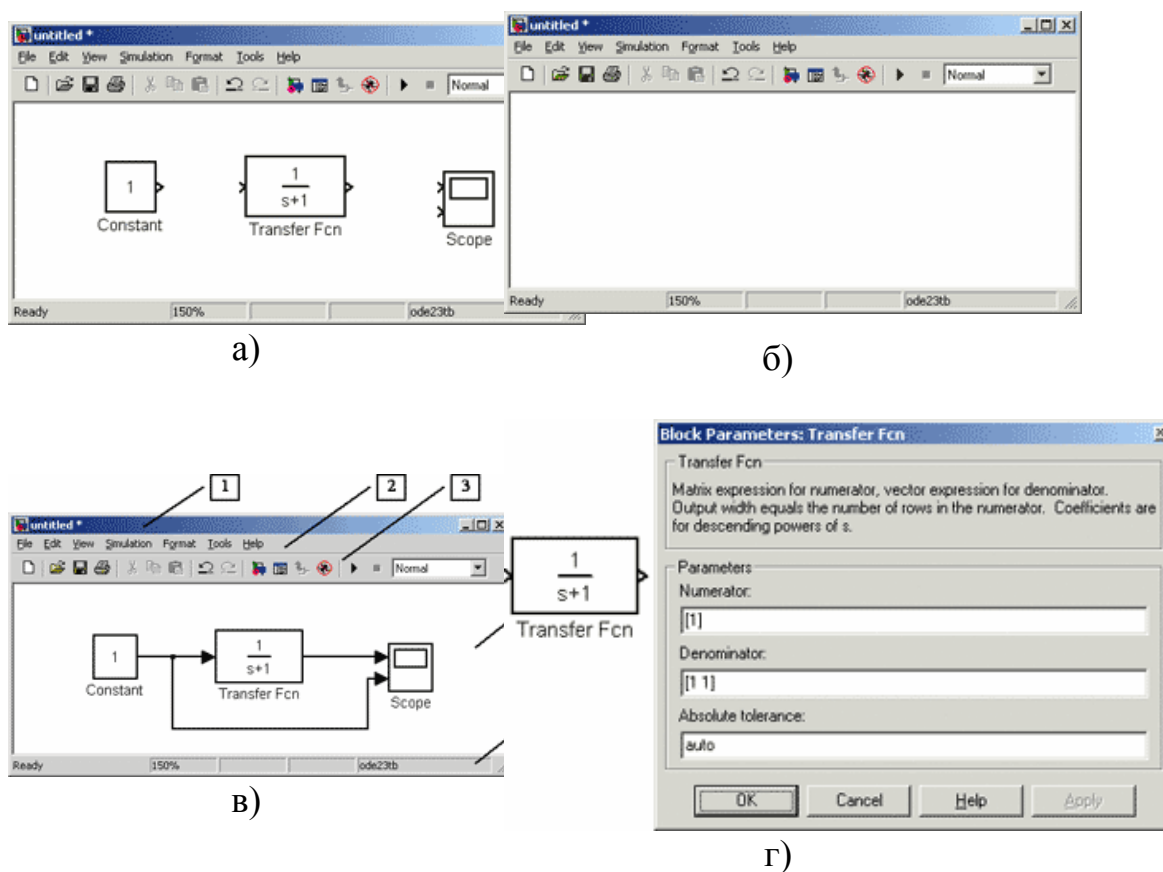 untitled *
File Edit View Simulation Format Tools Help
Normal
1
Constant
1
s+1
Transfer Fcn
Scope
Ready 150% ode23tb
а)
untitled *
File Edit View Simulation Format Tools Help
Normal
Ready 150% ode23tb
б)
1 2 3
untitled *
File Edit View Simulation Format Tools Help
Normal
1
Constant
1
s+1
Transfer Fcn
Scope
Ready 150% ode23tb
в)
1
s+1
Transfer Fcn
Block Parameters: Transfer Fcn
Transfer Fcn
Matrix expression for numerator, vector expression for denominator.
Output width equals the number of rows in the numerator. Coefficients are
for descending powers of s.
Parameters
Numerator:
[1]
Denominator:
[1 1]
Absolute tolerance:
auto
OK Cancel Help Apply
г)